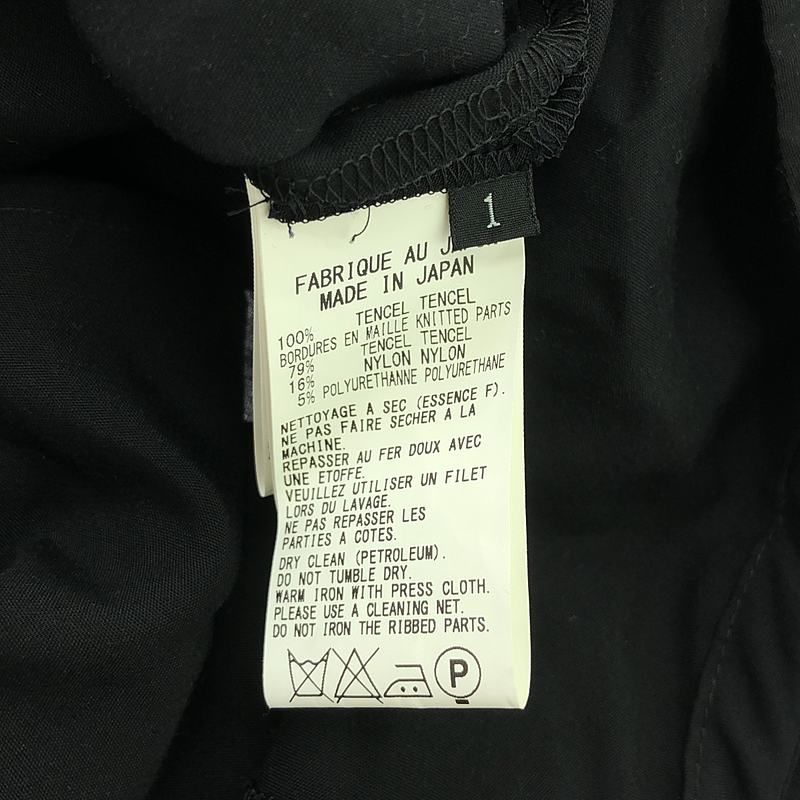 1
FABRIQUE AU
MADE IN JAPAN
TENCEL TENCEL
100%
BORDURES EN MAILLE KNITTED PARTS
79% TENCEL TENCEL
16% NYLON NYLON
5% POLYURETHANNE POLYURETHANE
NETTOYAGE A SEC (ESSENCE F).
NE PAS FAIRE SECHER A LA
MACHINE.
REPASSER AU FER DOUX AVEC
UNE ETOFFE.
VEUILLEZ UTILISER UN FILET
LORS DU LAVAGE.
NE PAS REPASSER LES
PARTIES A COTES.
DRY CLEAN (PETROLEUM).
DO NOT TUMBLE DRY.
WARM IRON WITH PRESS CLOTH.
PLEASE USE A CLEANING NET.
DO NOT IRON THE RIBBED PARTS.
P